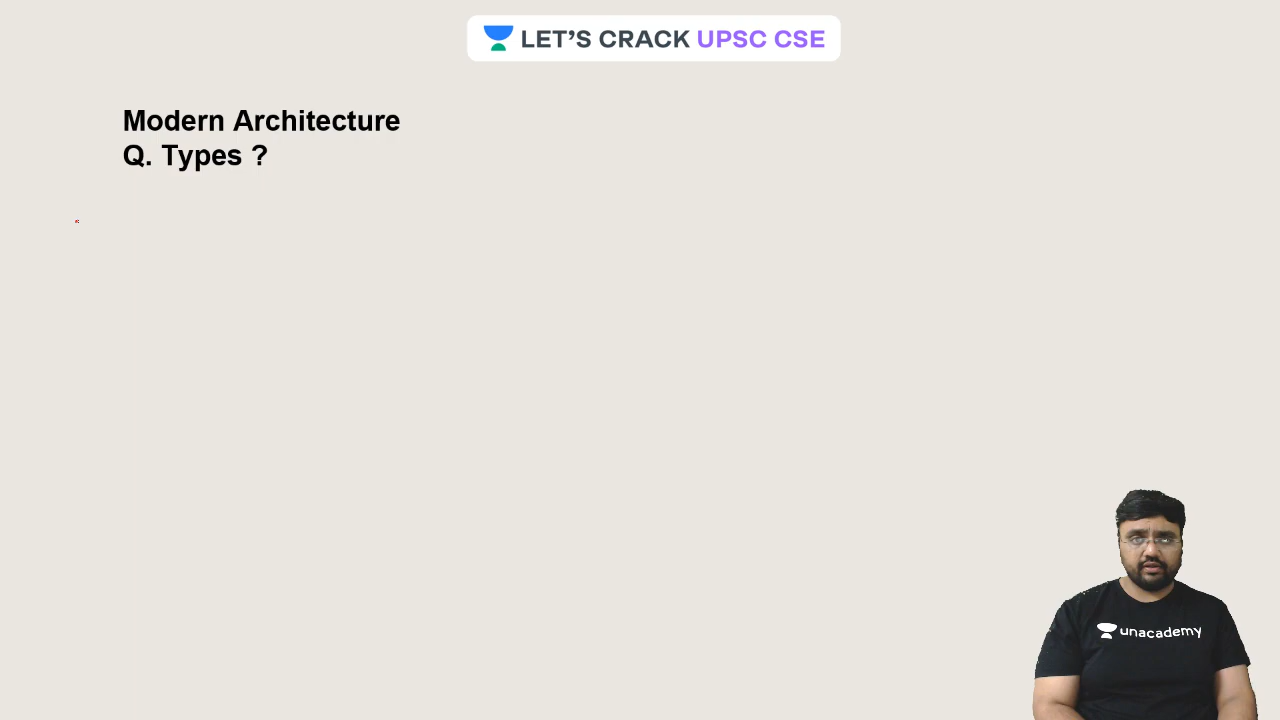 LET'S CRACK UPSC CSE
Modern Architecture
Q. Types ?
unacademy